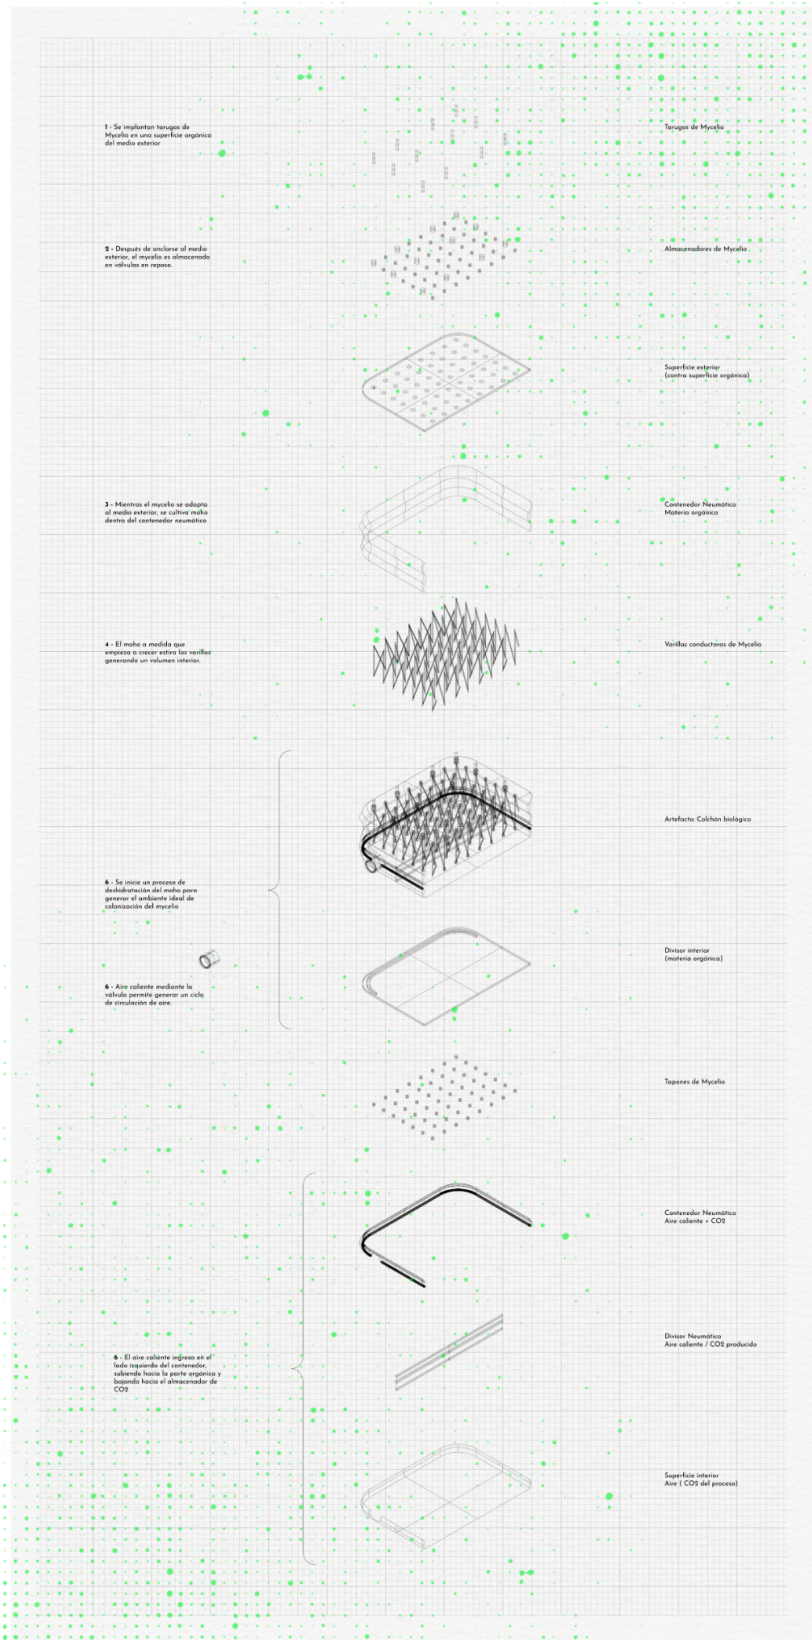 1 - Se implantan tarugos de
Mycelio en una superficie orgánica
del medio exterior
Tarugos de Mycelio
2 - Después de anclarse al medio
exterior, el mycelio es almacenado
en válvulas en reposo.
Almacenadores de Mycelio
Superficie exterior
(contra superficie orgánica)
3 - Mientras el mycelio se adapta
al medio exterior, se cultiva moho
dentro del contenedor neumático
Contenedor Neumático
Materia orgánica
4 - El moho a medida que
empieza a crecer estira las varillas
generando un volumen interior.
Varillas conductoras de Mycelio
Artefacto: Colchón biológico
6 - Se inicie un proceso de
deshidratación del moho para
generar el ambiente ideal de
colonización del mycelio
Divisor interior
(materia orgánica)
6 - Aire caliente mediante la
válvula permite generar un ciclo
de circulación de aire.
Tapones de Mycelio
Contenedor Neumático
Aire caliente + CO2
Divisor Neumático
Aire caliente / CO2 producido
6 - El aire caliente ingresa en el
lado izquierdo del contenedor,
subiendo hacia la parte orgánica y
bajando hacia el almacenador de
CO2
Superficie interior
Aire ( CO2 del proceso)